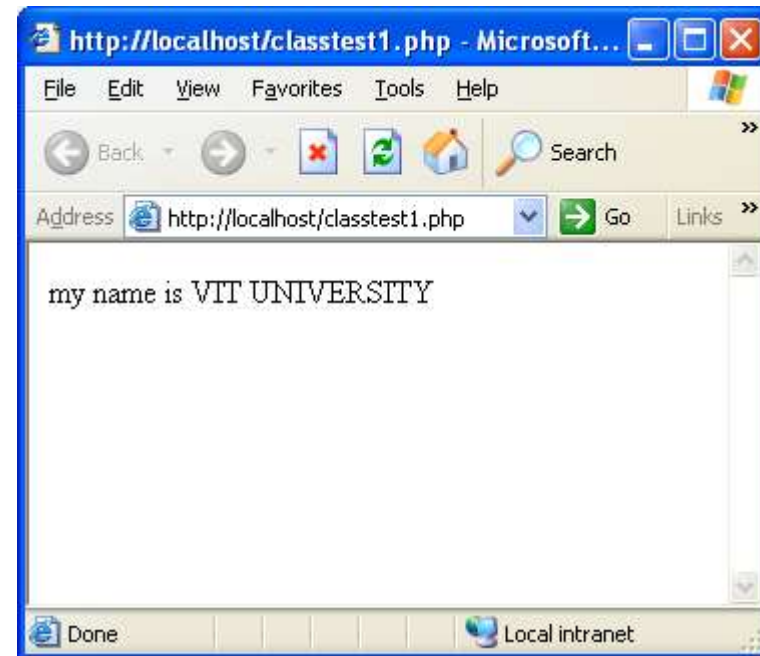 http://localhost/classtest1.php - Microsoft...
File Edit View Favorites Tools Help
Back Search »
Address http://localhost/classtest1.php Go Links »
my name is VIT UNIVERSITY
Done Local intranet